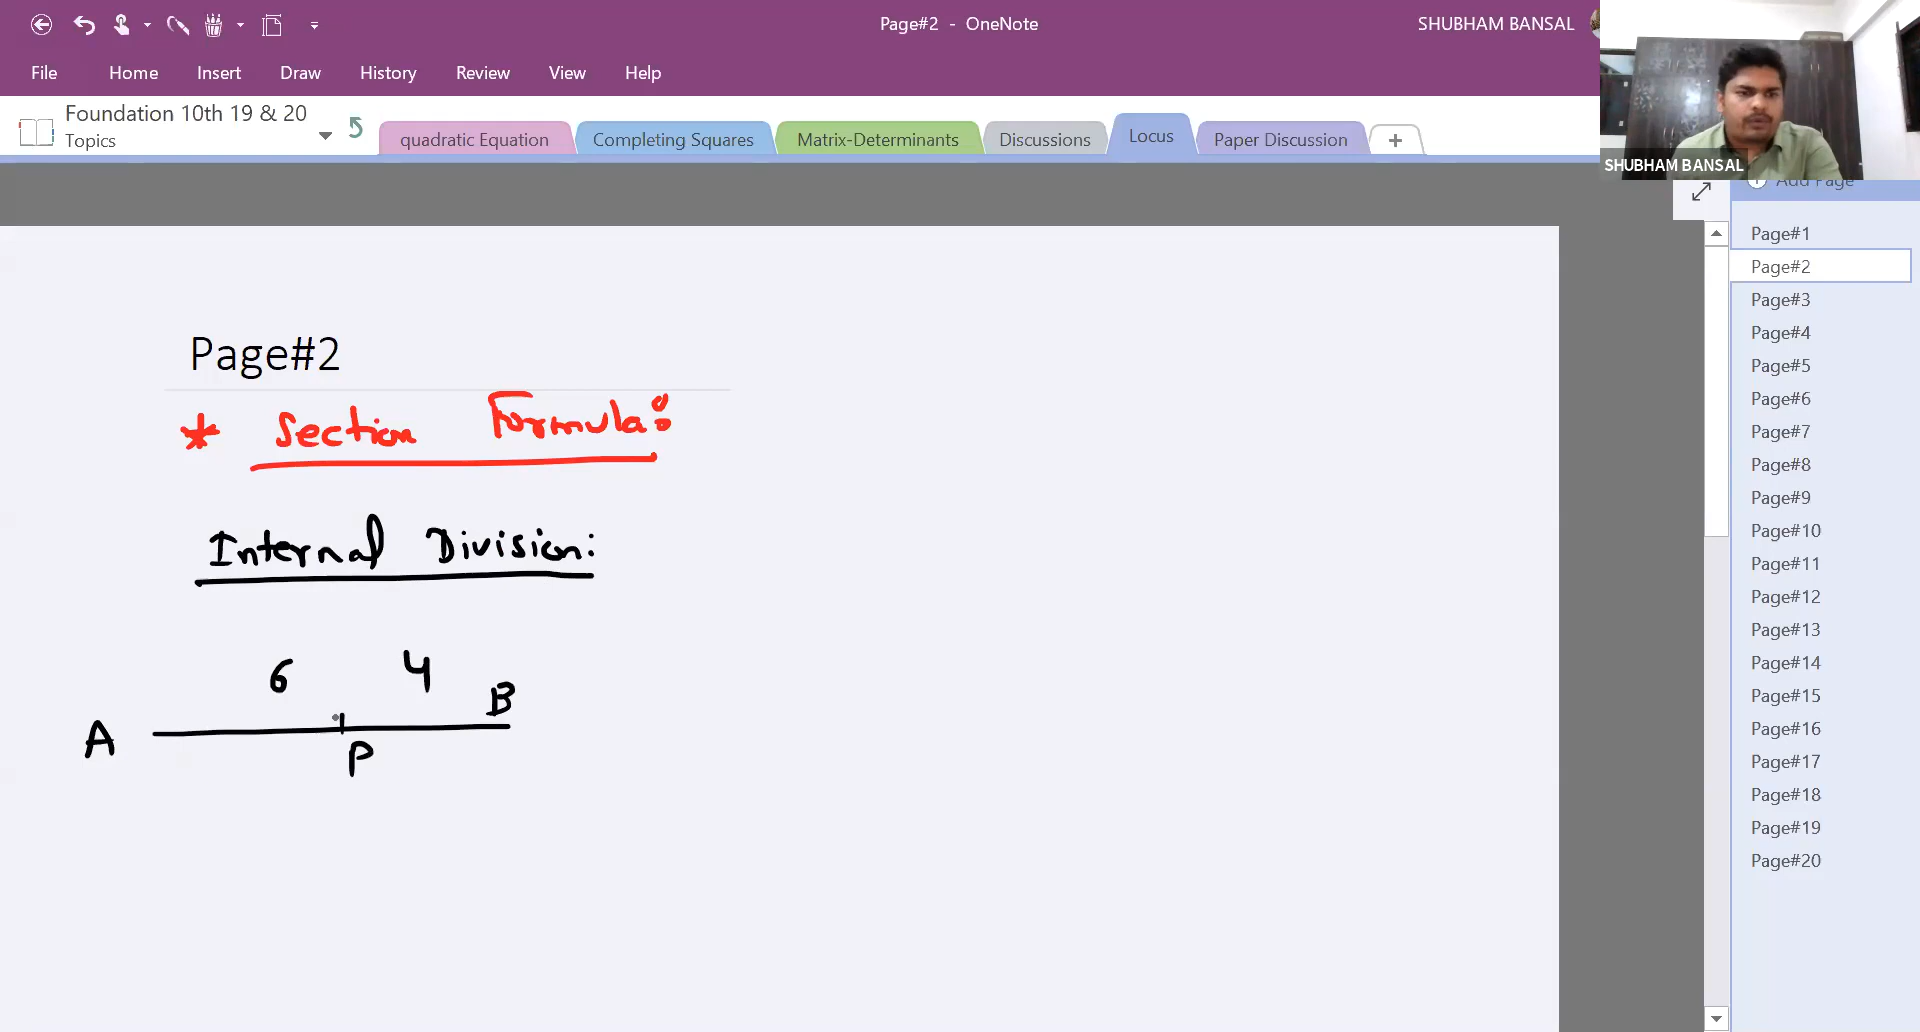 Page#2 - OneNote
SHUBHAM BANSAL
File Home Insert Draw History Review View Help
Foundation 10th 19 & 20
Topics
quadratic Equation Completing Squares Matrix-Determinants Discussions Locus Paper Discussion +
SHUBHAM BANSAL
Add Page
Page#1
Page#2
Page#3
Page#4
Page#5
Page#6
Page#7
Page#8
Page#9
Page#10
Page#11
Page#12
Page#13
Page#14
Page#15
Page#16
Page#17
Page#18
Page#19
Page#20
Page#2
* Section Formula:
Internal Division:
6 4
A B
P